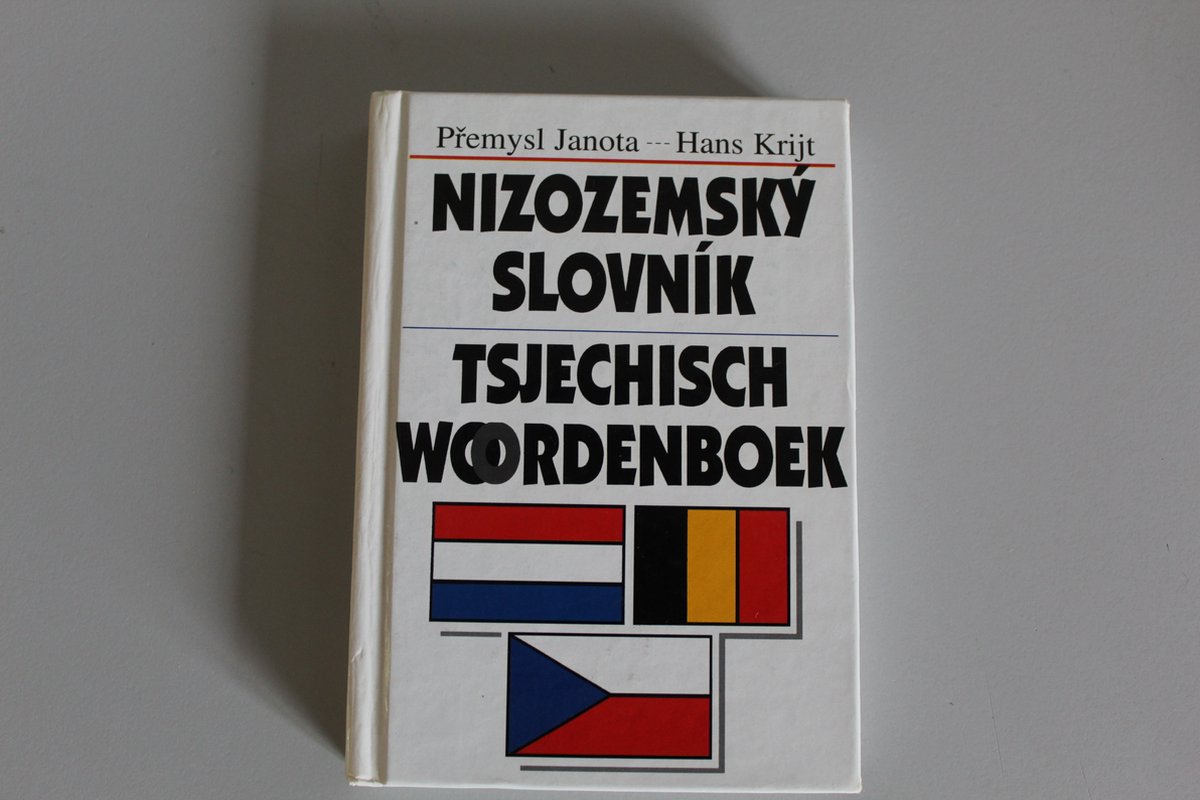 Přemysl Janota --- Hans Krijt
NIZOZEMSKÝ
SLOVNÍK
TSJECHISCH
WOORDENBOEK